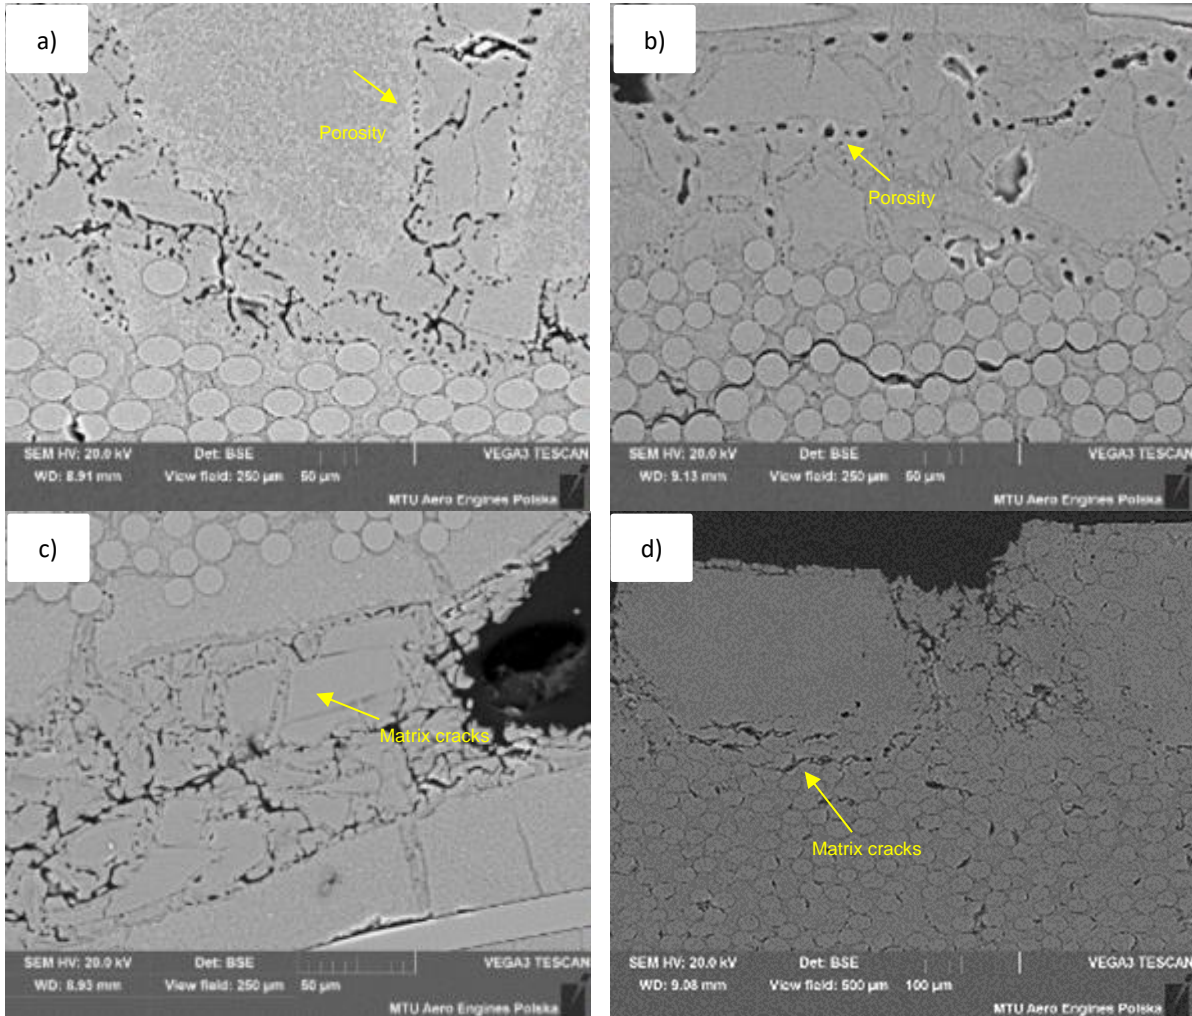 a)
Porosity
SEM HV: 20.0 kV Det: BSE VEGA3 TESCAN
WD: 8.91 mm View field: 250 µm 50 µm
MTU Aero Engines Polska
b)
Porosity
SEM HV: 20.0 kV Det: BSE VEGA3 TESCAN
WD: 9.13 mm View field: 250 µm 50 µm
MTU Aero Engines Polska
c)
Matrix cracks
SEM HV: 20.0 kV Det: BSE VEGA3 TESCAN
WD: 8.93 mm View field: 250 µm 50 µm
MTU Aero Engines Polska
d)
Matrix cracks
SEM HV: 20.0 kV Det: BSE VEGA3 TESCAN
WD: 9.08 mm View field: 500 µm 100 µm
MTU Aero Engines Polska